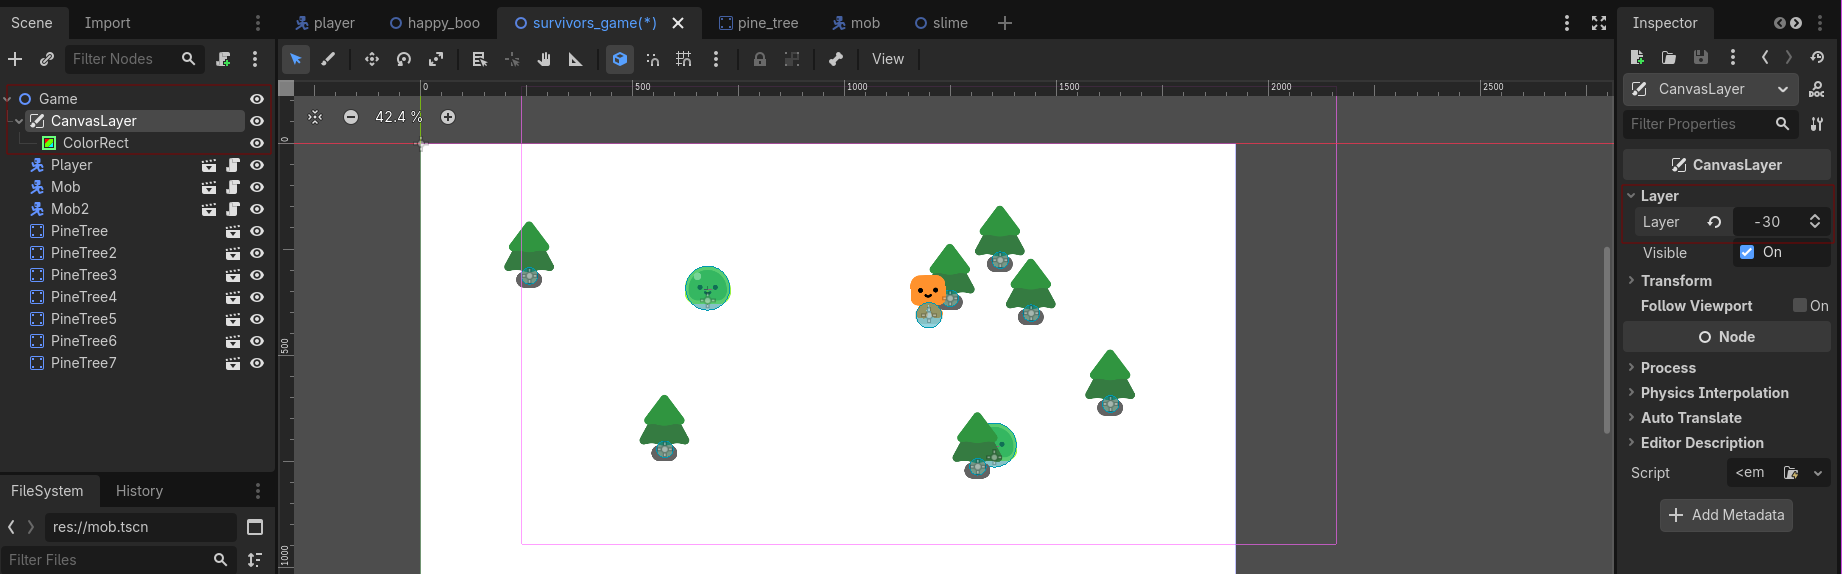 Scene Import
Filter Nodes
Game
CanvasLayer
ColorRect
Player
Mob
Mob2
PineTree
PineTree2
PineTree3
PineTree4
PineTree5
PineTree6
PineTree7
FileSystem History
res://mob.tscn
Filter Files
player happy_boo survivors_game(*) pine_tree mob slime
View
0 500 1000 1500 2000 2500
42.4 %
0
500
1000
Inspector
CanvasLayer
Filter Properties
CanvasLayer
Layer
Layer -30
Visible On
Transform
Follow Viewport On
Node
Process
Physics Interpolation
Auto Translate
Editor Description
Script <em
Add Metadata